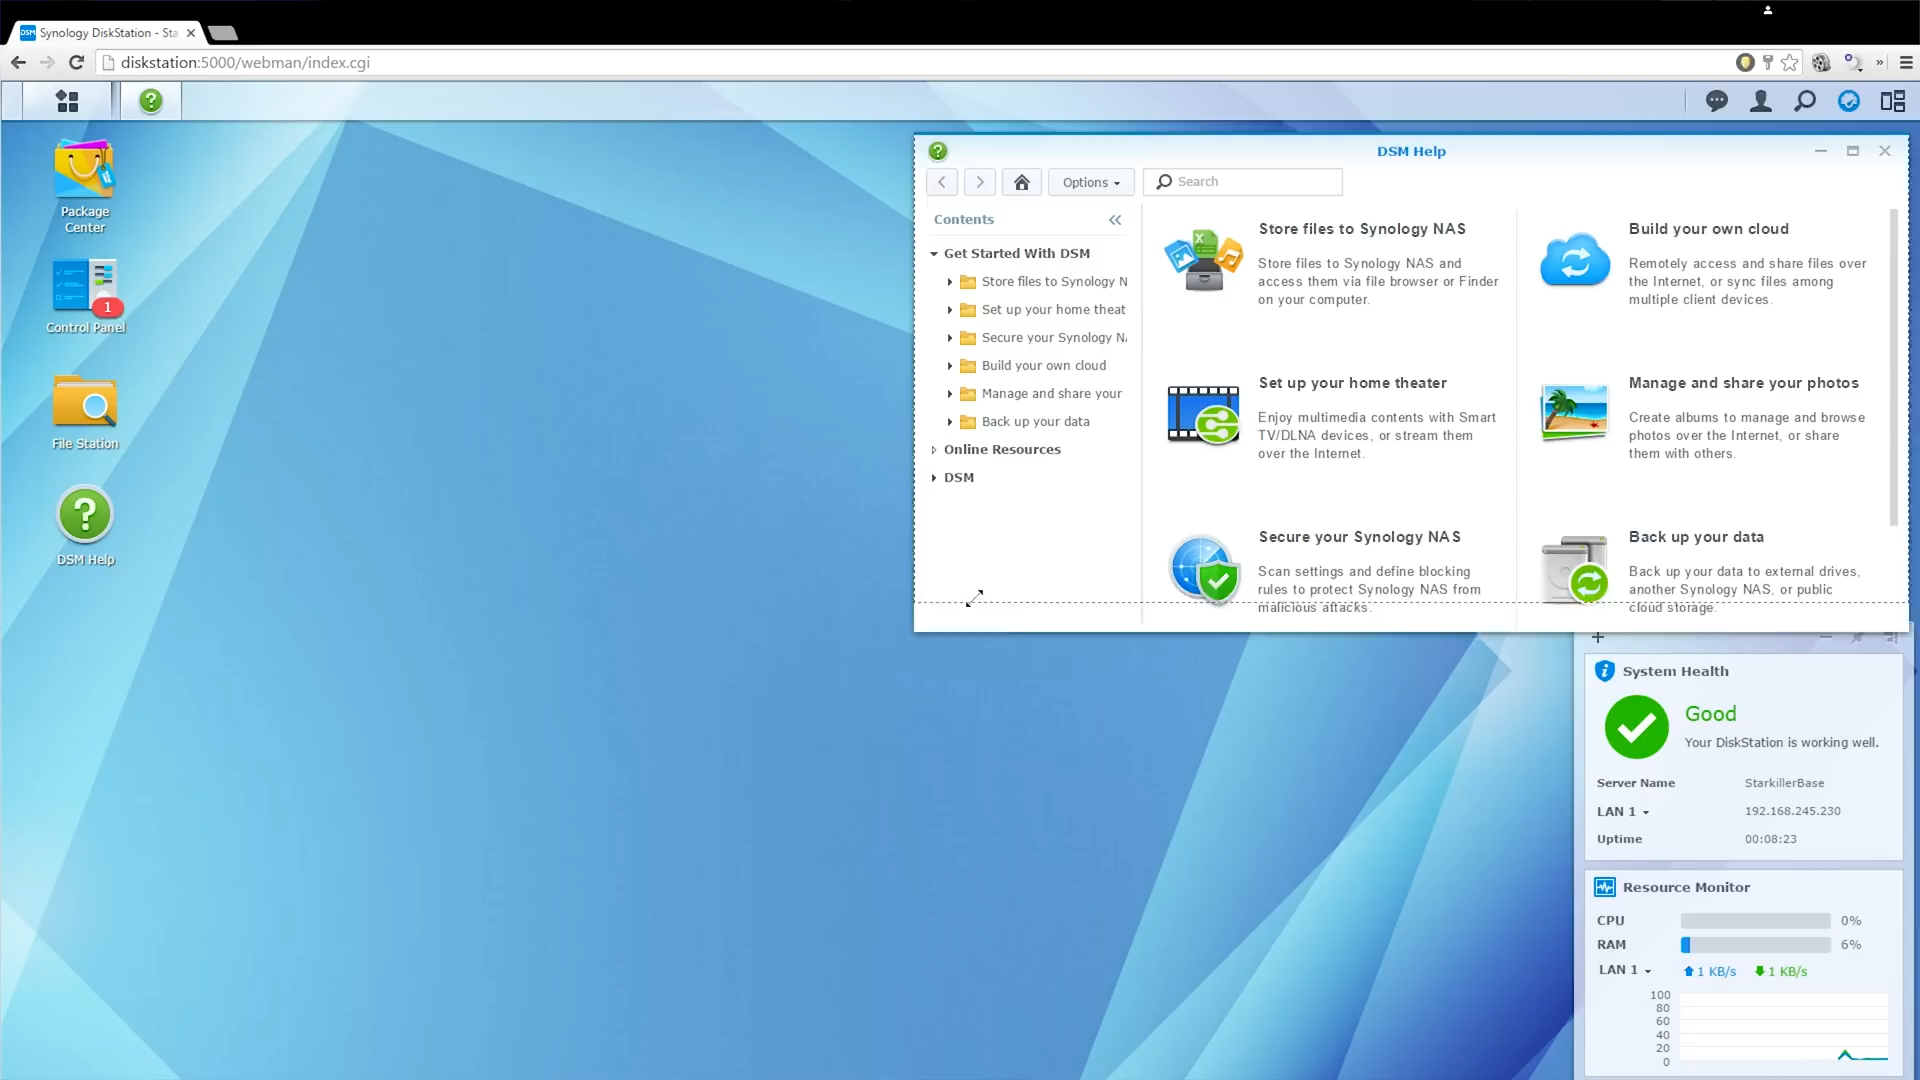 DSM
Synology DiskStation - Sta
diskstation:5000/webman/index.cgi
Package
Center
1
Control Panel
File Station
DSM Help
DSM Help
Options
Search
Contents
Get Started With DSM
Store files to Synology N
Set up your home theat
Secure your Synology N
Build your own cloud
Manage and share your
Back up your data
Online Resources
DSM
Store files to Synology NAS
Store files to Synology NAS and
access them via file browser or Finder
on your computer.
Build your own cloud
Remotely access and share files over
the Internet, or sync files among
multiple client devices.
Set up your home theater
Enjoy multimedia contents with Smart
TV/DLNA devices, or stream them
over the Internet.
Manage and share your photos
Create albums to manage and browse
photos over the Internet, or share
them with others.
Secure your Synology NAS
Scan settings and define blocking
rules to protect Synology NAS from
malicious attacks.
Back up your data
Back up your data to external drives,
another Synology NAS, or public
cloud storage.
System Health
Good
Your DiskStation is working well.
Server Name StarkillerBase
LAN 1 192.168.245.230
Uptime 00:08:23
Resource Monitor
CPU 0%
RAM 6%
LAN 1 1 KB/s 1 KB/s
100
80
60
40
20
0